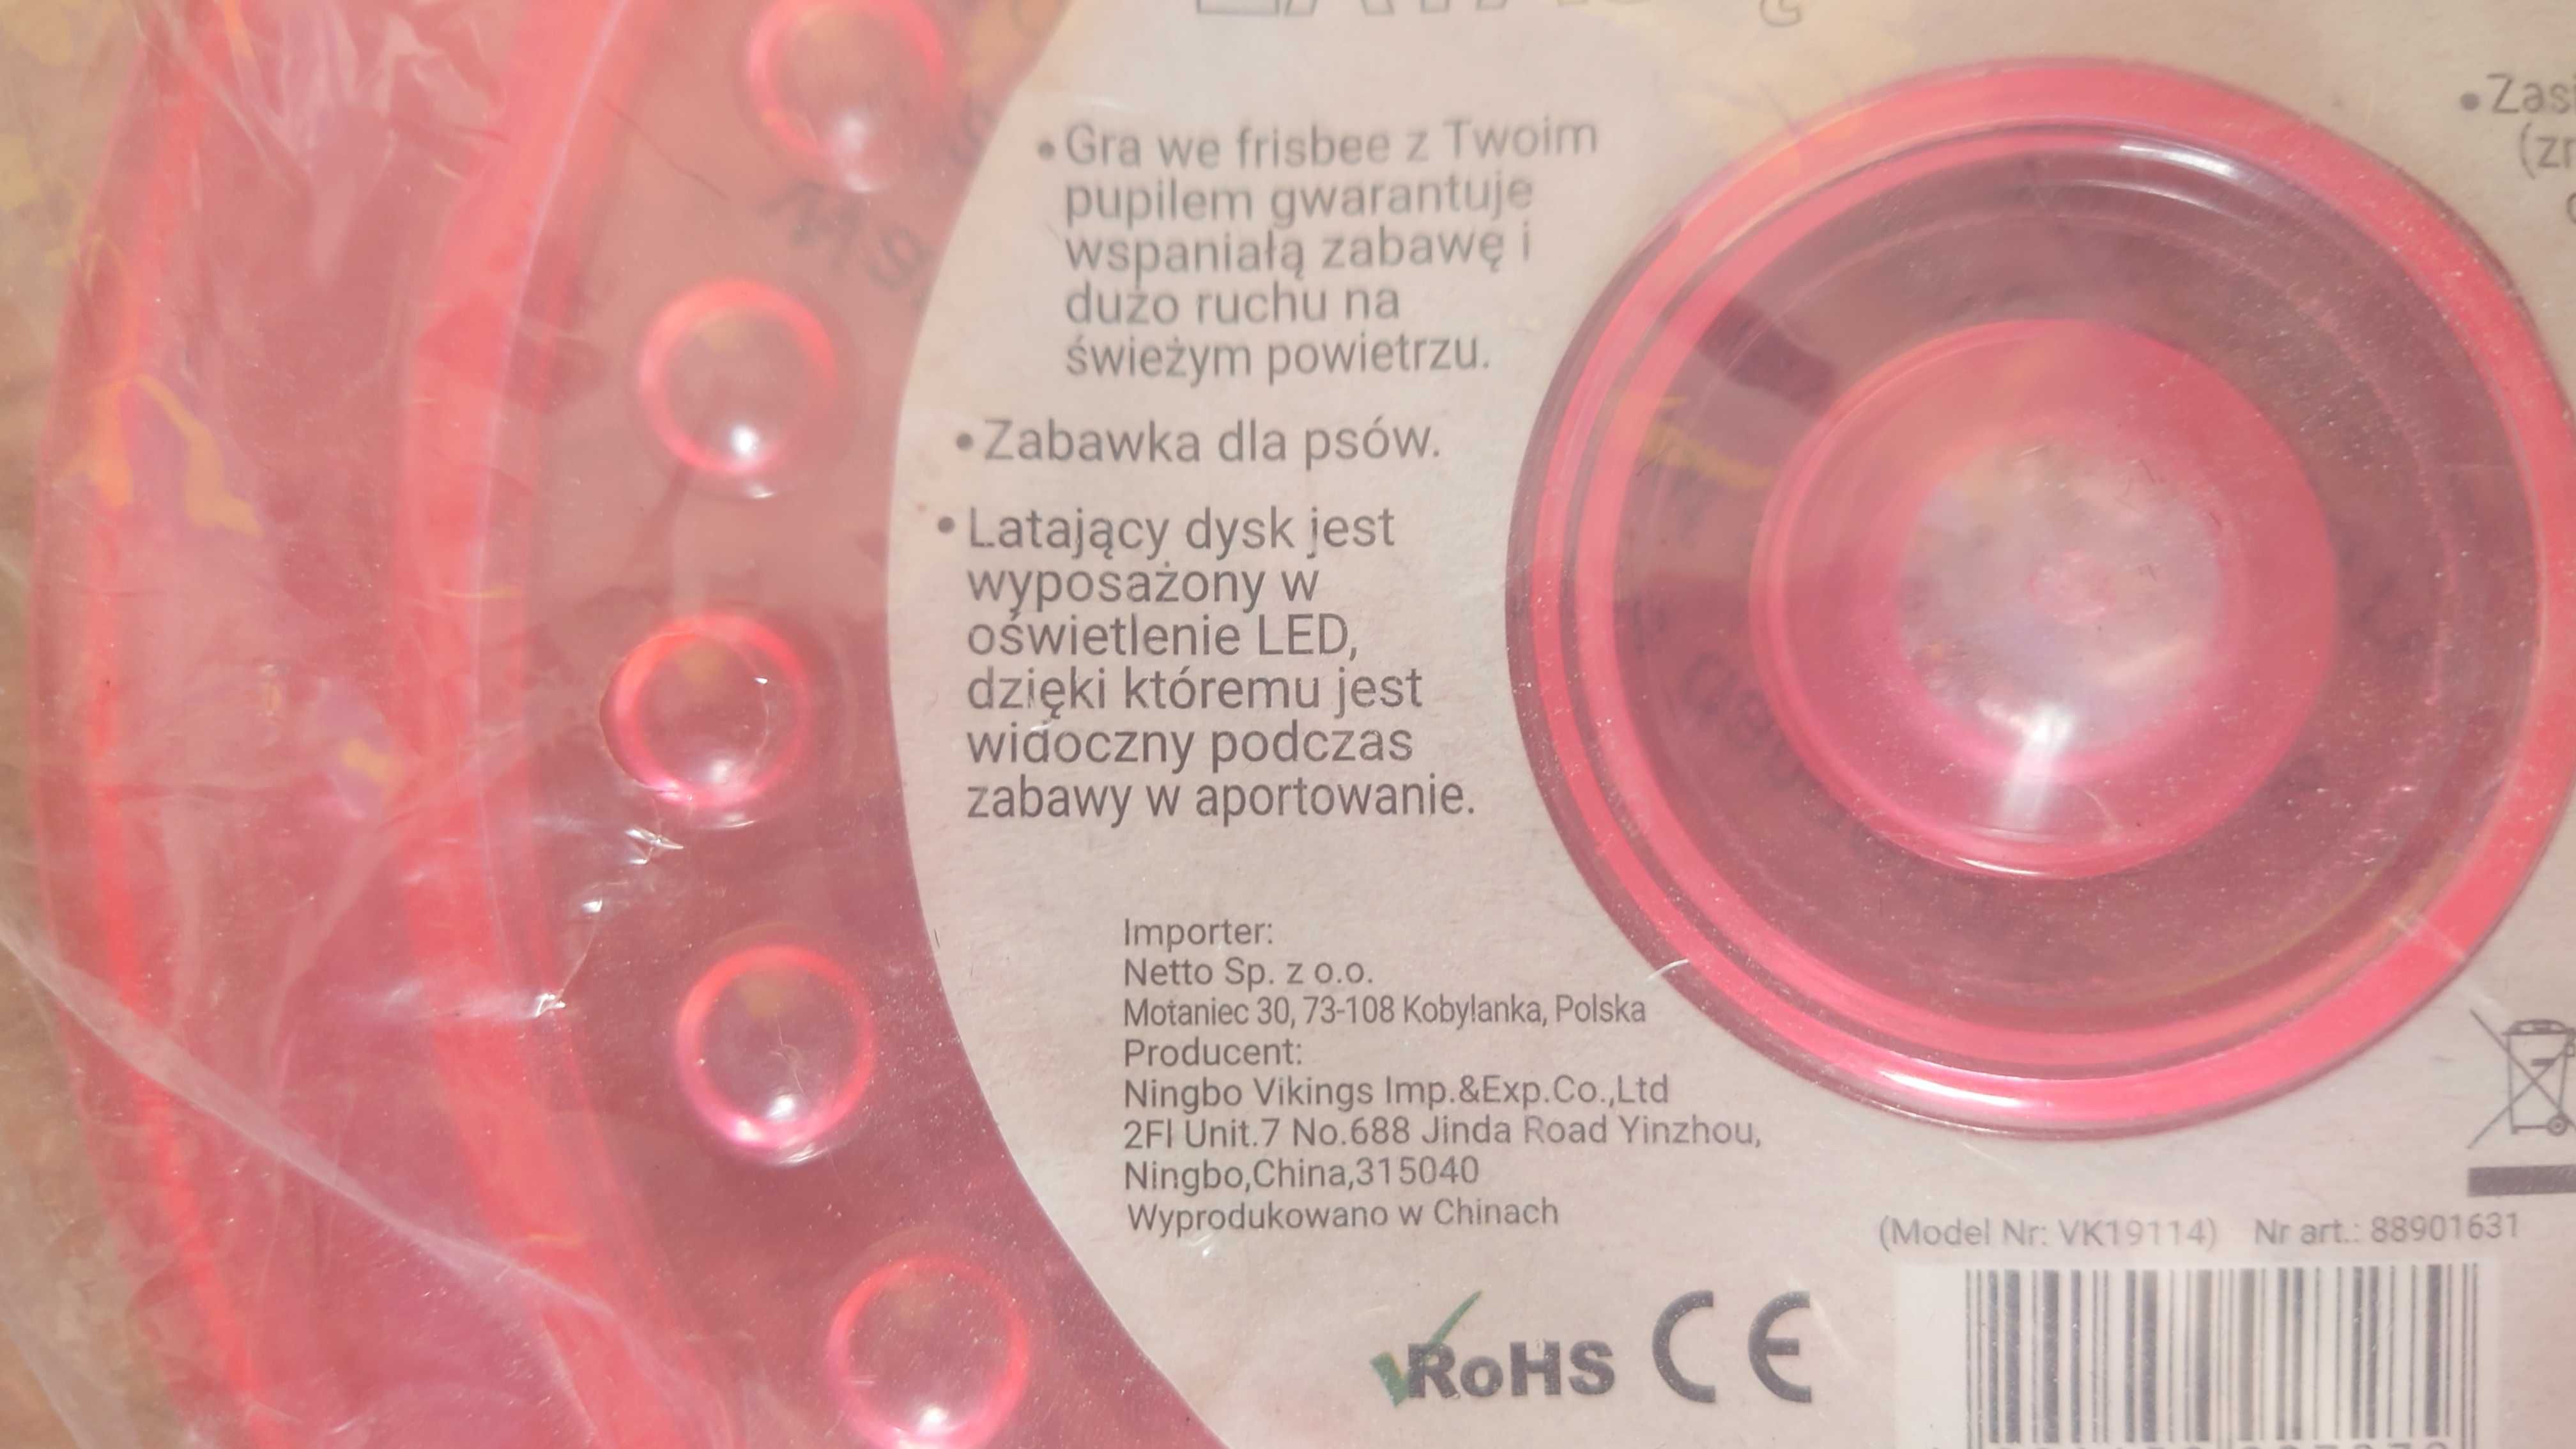 Gra we frisbee z Twoim
pupilem gwarantuje
wspaniałą zabawę i
dużo ruchu na
świeżym powietrzu.
Zabawka dla psów.
Latający dysk jest
wyposażony w
oświetlenie LED,
dzięki któremu jest
widoczny podczas
zabawy w aportowanie.
Importer:
Netto Sp. z o.o.
Motaniec 30, 73-108 Kobylanka, Polska
Producent:
Ningbo Vikings Imp.&Exp.Co.,Ltd
2Fl Unit.7 No.688 Jinda Road Yinzhou,
Ningbo,China,315040
Wyprodukowano w Chinach
(Model Nr: VK19114) Nr art.: 88901631
RoHS CE